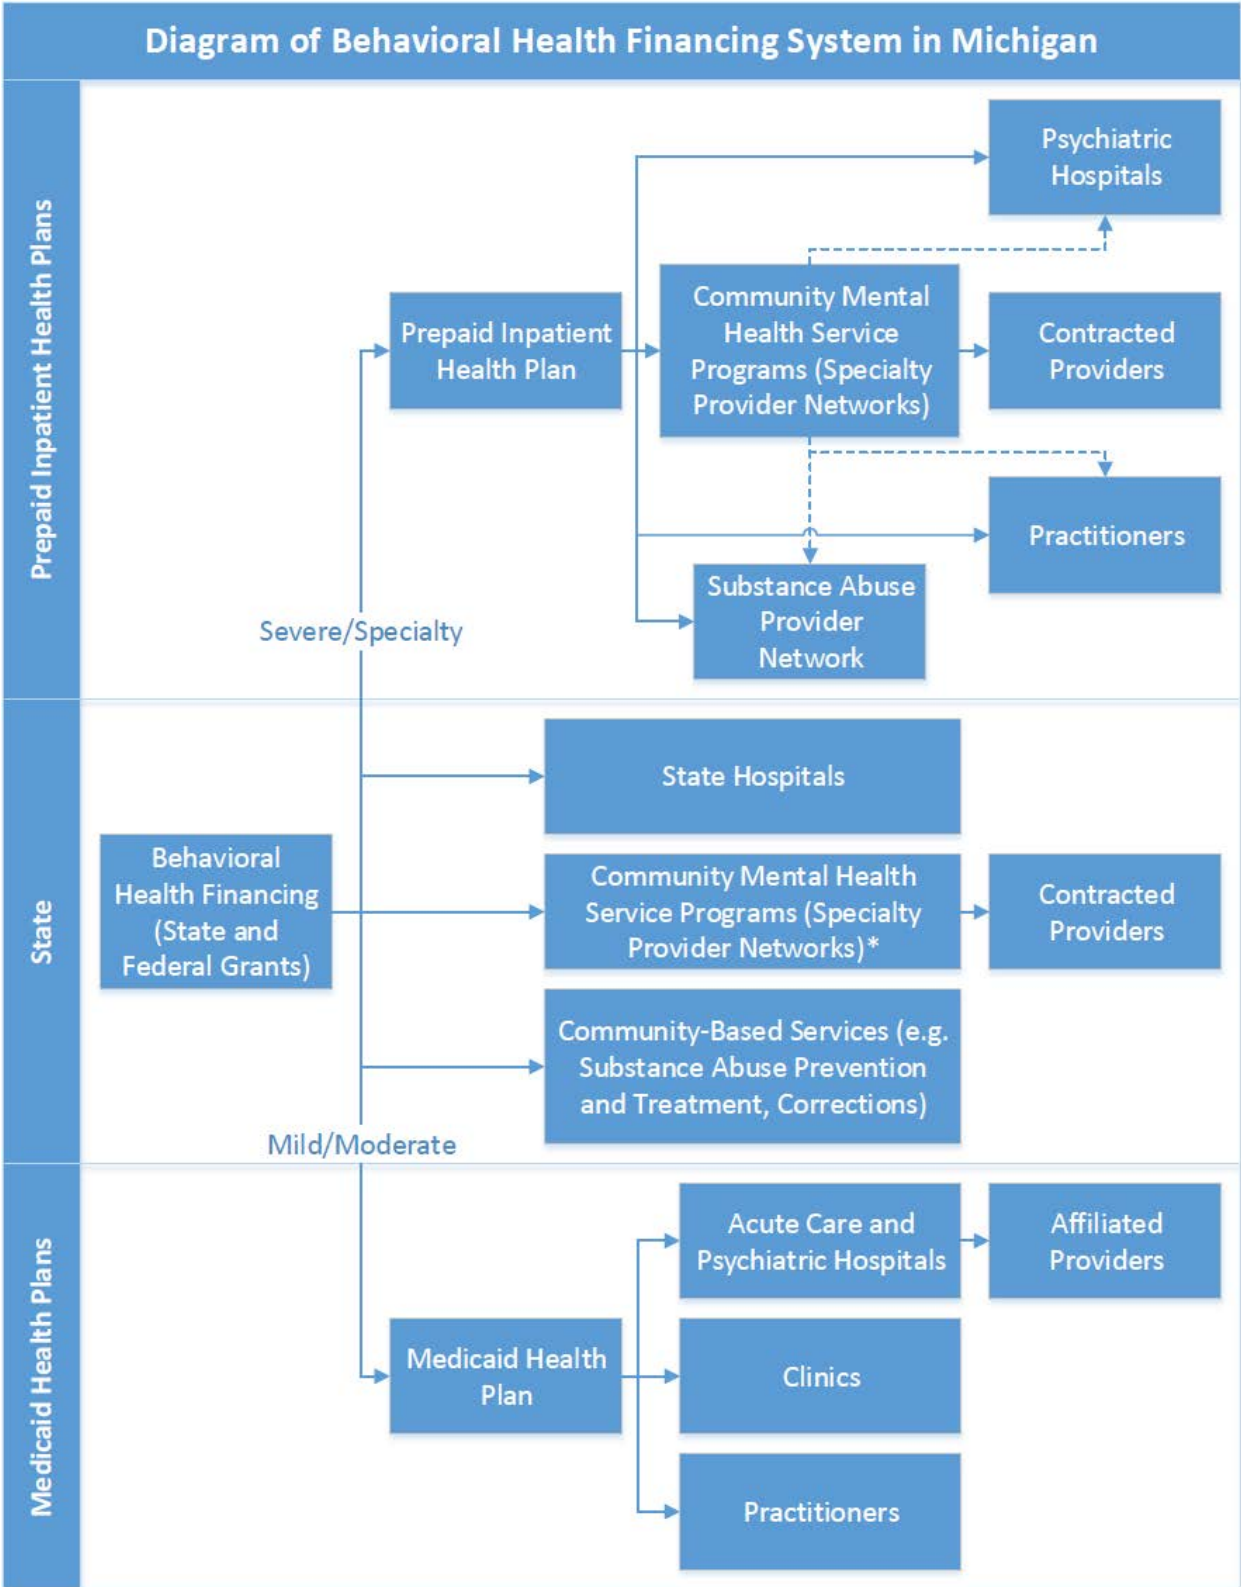 Diagram of Behavioral Health Financing System in Michigan
Prepaid Inpatient Health Plans
Psychiatric
Hospitals
Prepaid Inpatient
Health Plan
Community Mental
Health Service
Programs (Specialty
Provider Networks)
Contracted
Providers
Practitioners
Substance Abuse
Provider
Network
Severe/Specialty
State
State Hospitals
Behavioral
Health Financing
(State and
Federal Grants)
Community Mental Health
Service Programs (Specialty
Provider Networks)*
Contracted
Providers
Community-Based Services (e.g.
Substance Abuse Prevention
and Treatment, Corrections)
Mild/Moderate
Medicaid Health Plans
Acute Care and
Psychiatric Hospitals
Affiliated
Providers
Medicaid Health
Plan
Clinics
Practitioners